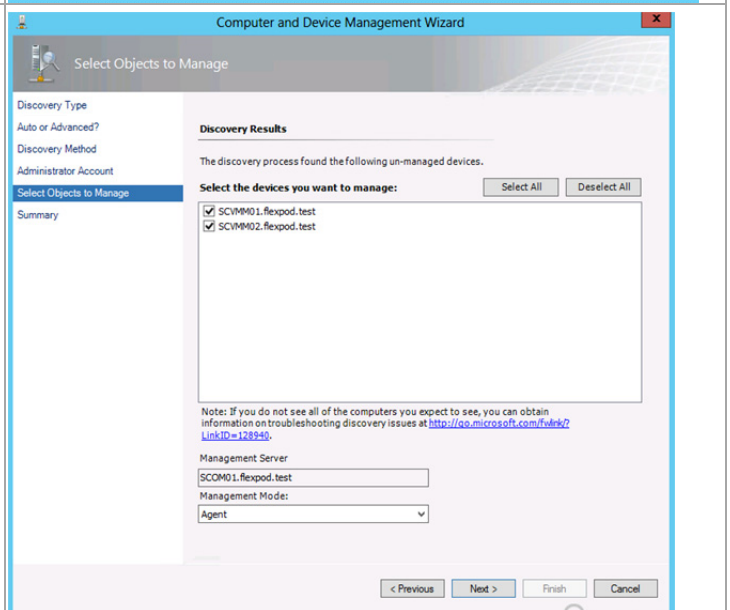 Computer and Device Management Wizard
x
Select Objects to Manage
Discovery Type
Auto or Advanced?
Discovery Method
Administrator Account
Select Objects to Manage
Summary
Discovery Results
The discovery process found the following un-managed devices.
Select the devices you want to manage:
Select All
Deselect All
SCVMM01.flexpod.test
SCVMM02.flexpod.test
Note: If you do not see all of the computers you expect to see, you can obtain
information on troubleshooting discovery issues at http://go.microsoft.com/fwlink/?
LinkID=128940.
Management Server
SCOM01.flexpod.test
Management Mode:
Agent
< Previous
Next >
Finish
Cancel